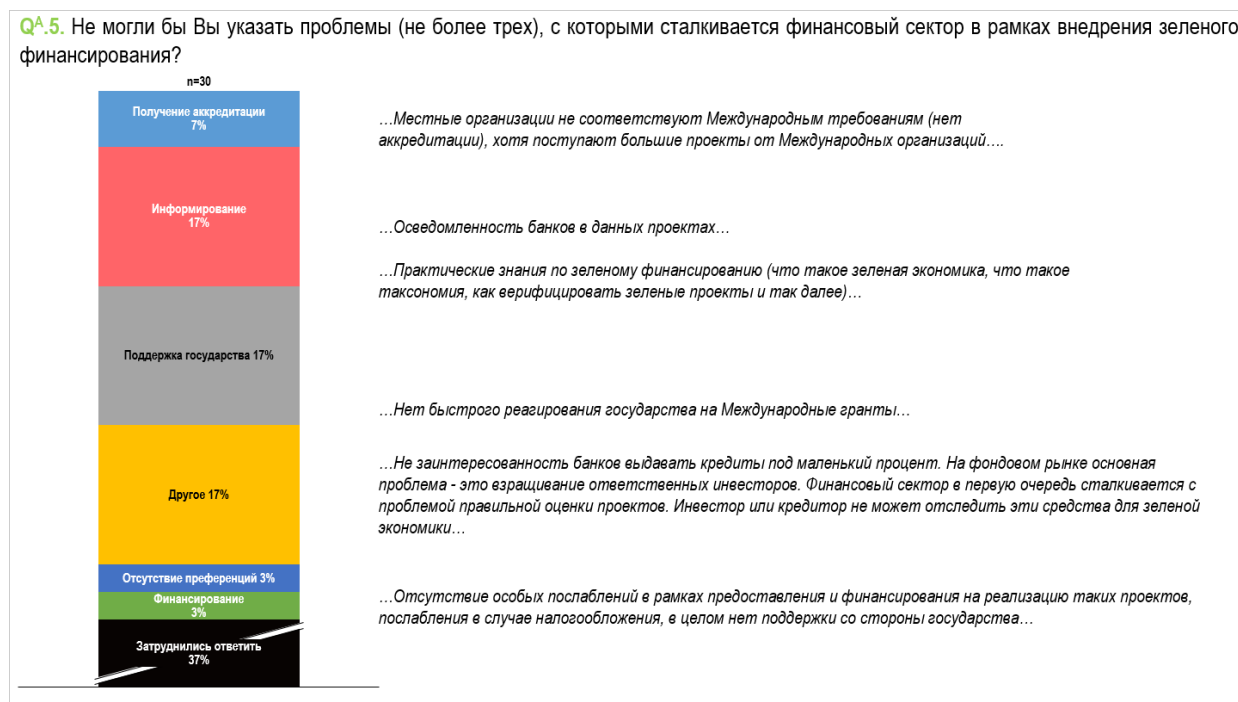 QA.5. Не могли бы Вы указать проблемы (не более трех), с которыми сталкивается финансовый сектор в рамках внедрения зеленого
финансирования?
n=30
Получение аккредитации
7%
…Местные организации не соответствуют Международным требованиям (нет
аккредитации), хотя поступают большие проекты от Международных организаций….
Информирование
17%
…Осведомленность банков в данных проектах…
…Практические знания по зеленому финансированию (что такое зеленая экономика, что такое
таксономия, как верифицировать зеленые проекты и так далее)…
Поддержка государства 17%
…Нет быстрого реагирования государства на Международные гранты…
Другое 17%
…Не заинтересованность банков выдавать кредиты под маленький процент. На фондовом рынке основная
проблема - это взращивание ответственных инвесторов. Финансовый сектор в первую очередь сталкивается с
проблемой правильной оценки проектов. Инвестор или кредитор не может отследить эти средства для зеленой
экономики…
Отсутствие преференций 3%
Финансирование
3%
…Отсутствие особых послаблений в рамках предоставления и финансирования на реализацию таких проектов,
послабления в случае налогообложения, в целом нет поддержки со стороны государства…
Затруднились ответить
37%